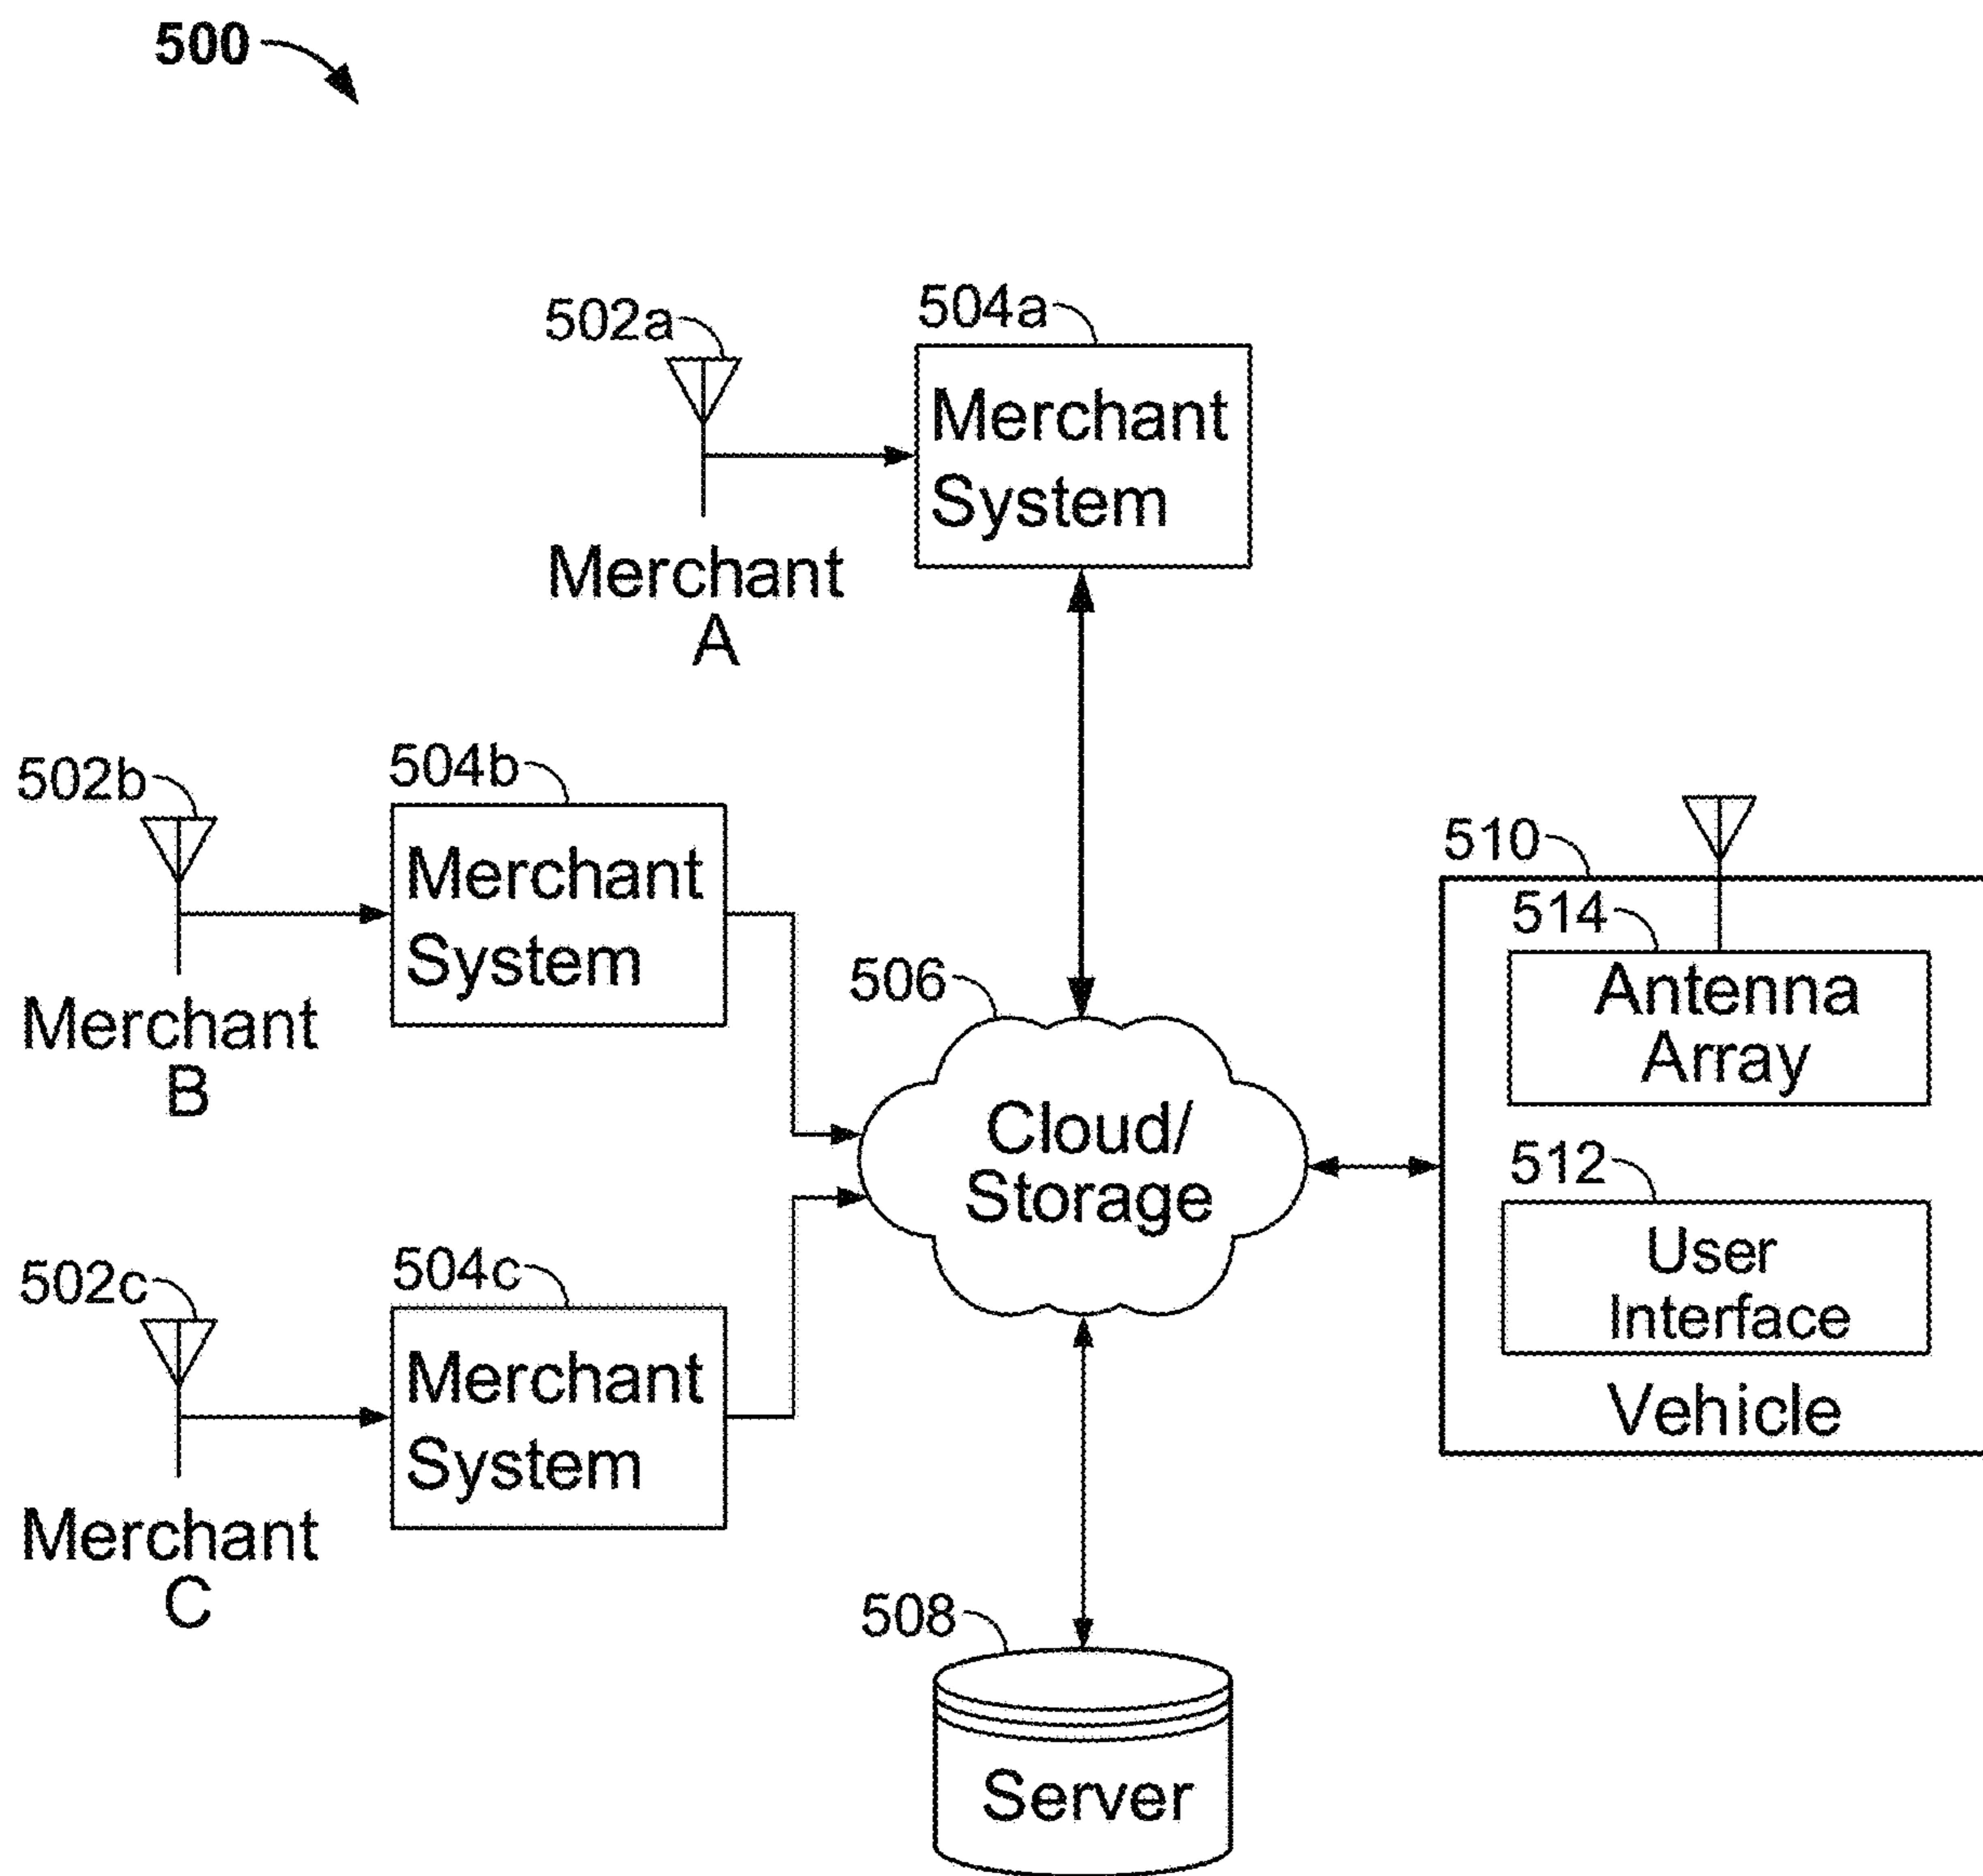 500
502a
504a
Merchant
System
Merchant
A
502b
504b
Merchant
System
Merchant
B
506
Cloud/
Storage
510
514
Antenna
Array
512
User
Interface
Vehicle
502c
504c
Merchant
System
Merchant
C
508
Server